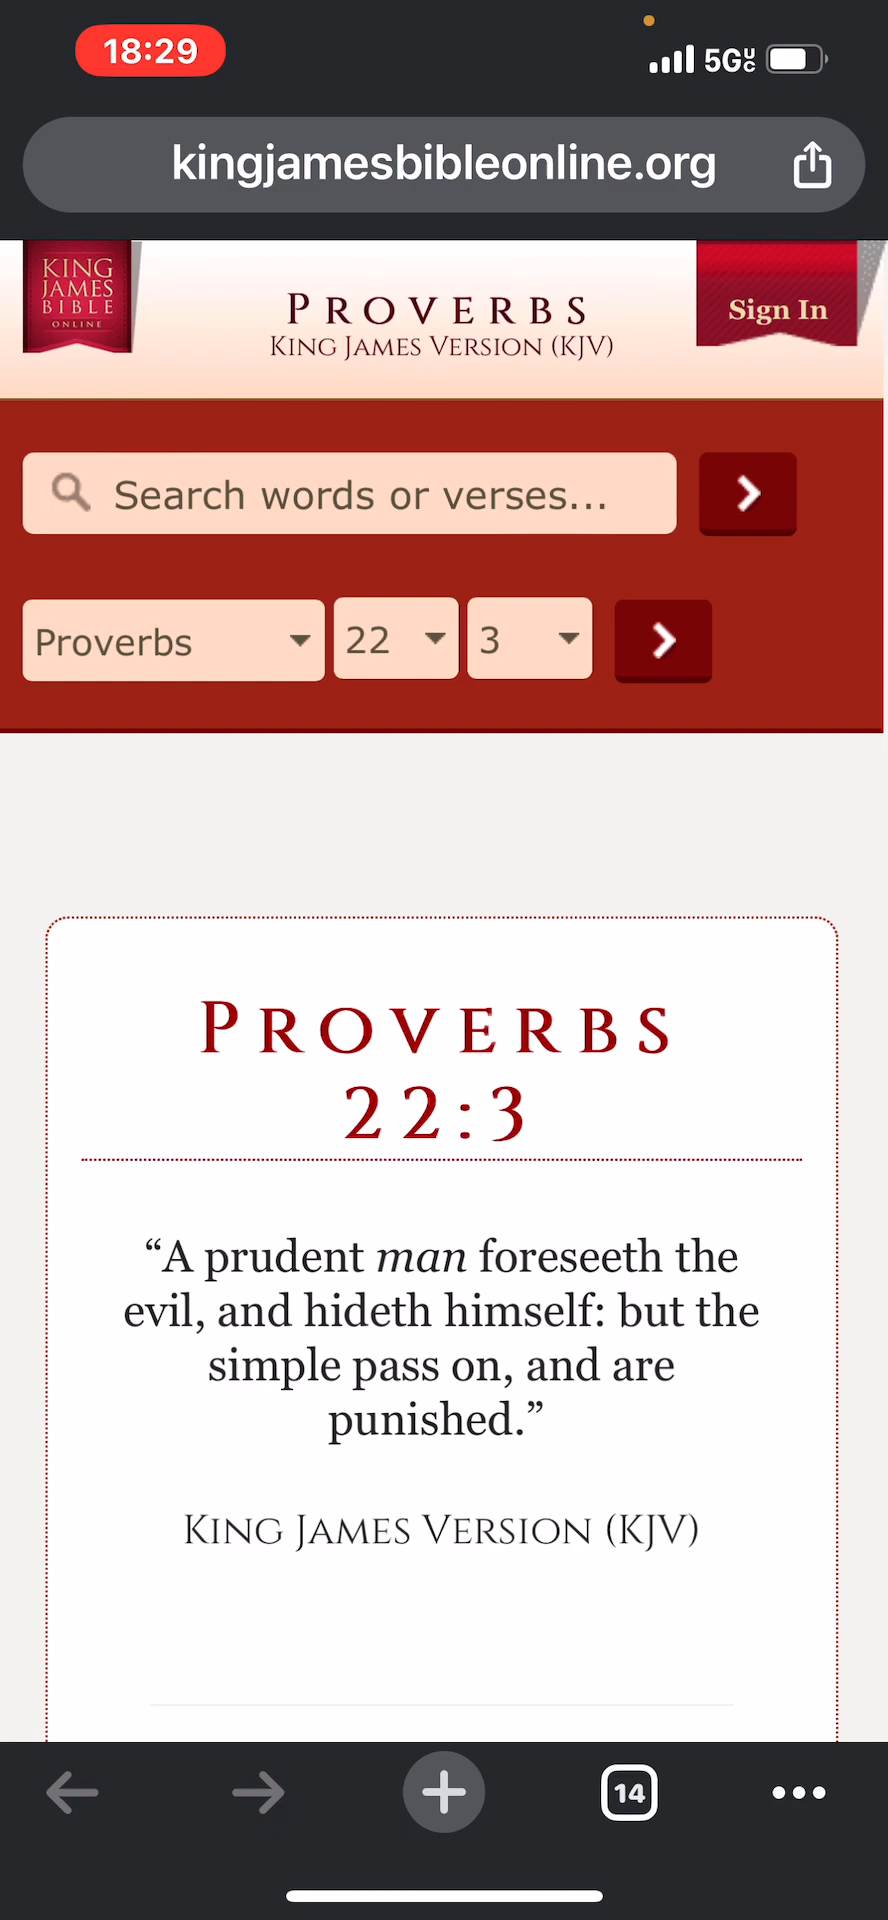 18:29
5GUC
kingjamesbibleonline.org
KING
JAMES
BIBLE
ONLINE
PROVERBS
KING JAMES VERSION (KJV)
Sign In
Search words or verses...
Proverbs 22 3
PROVERBS
22:3
“A prudent man foreseeth the
evil, and hideth himself: but the
simple pass on, and are
punished.”
KING JAMES VERSION (KJV)
14